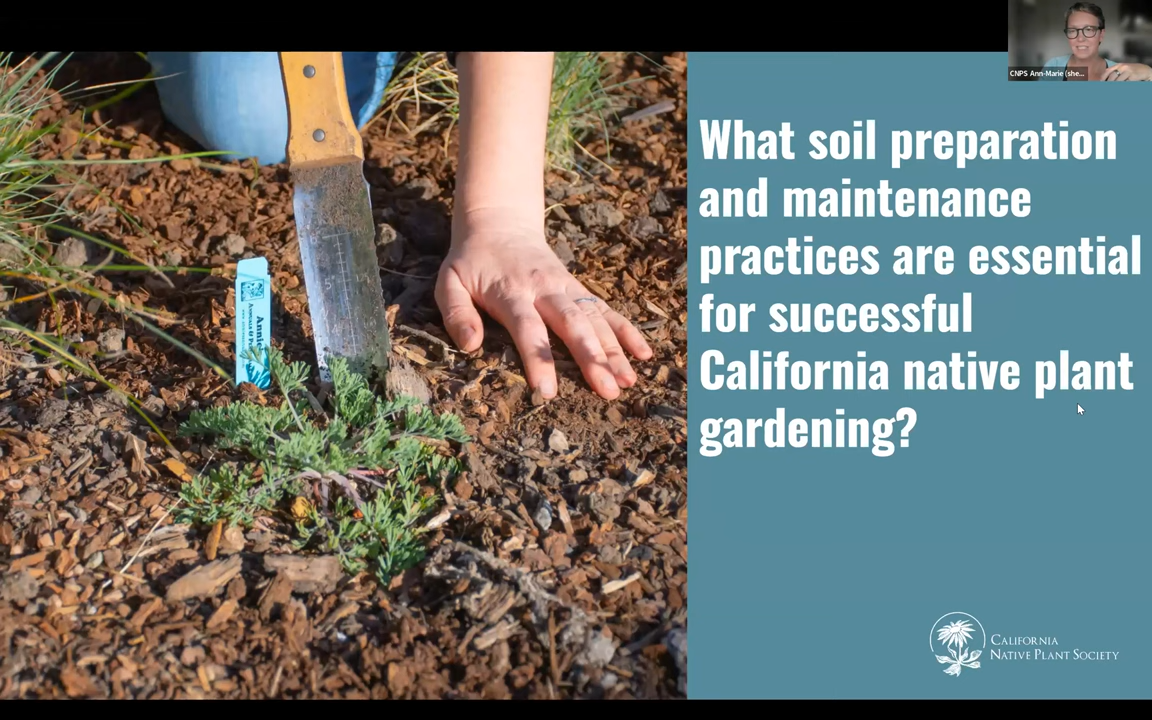 CNPS Ann-Marie (she...
What soil preparation
and maintenance
practices are essential
for successful
California native plant
gardening?
Annie
CALIFORNIA
NATIVE PLANT SOCIETY